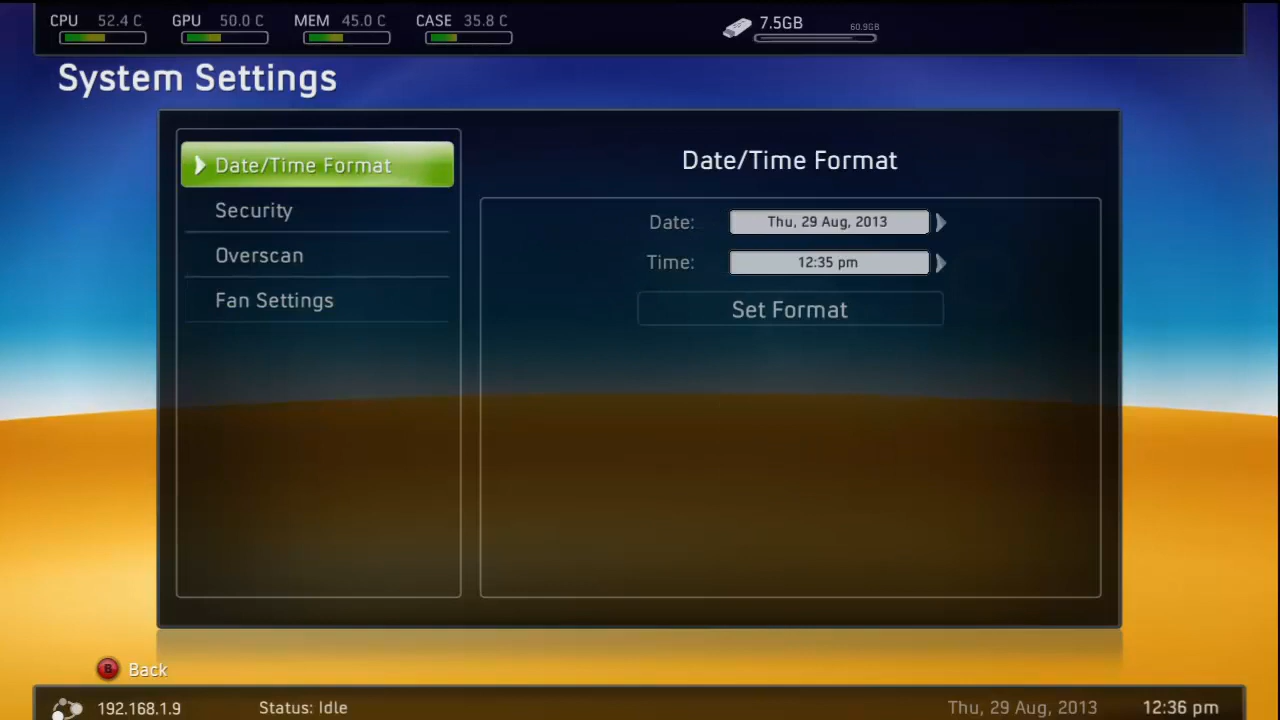 CPU 52.4 C GPU 50.0 C MEM 45.0 C CASE 35.8 C 7.5GB 60.9GB
System Settings
Date/Time Format
Security
Overscan
Fan Settings
Date/Time Format
Date: Thu, 29 Aug, 2013
Time: 12:35 pm
Set Format
B Back
192.168.1.9 Status: Idle Thu, 29 Aug, 2013 12:36 pm